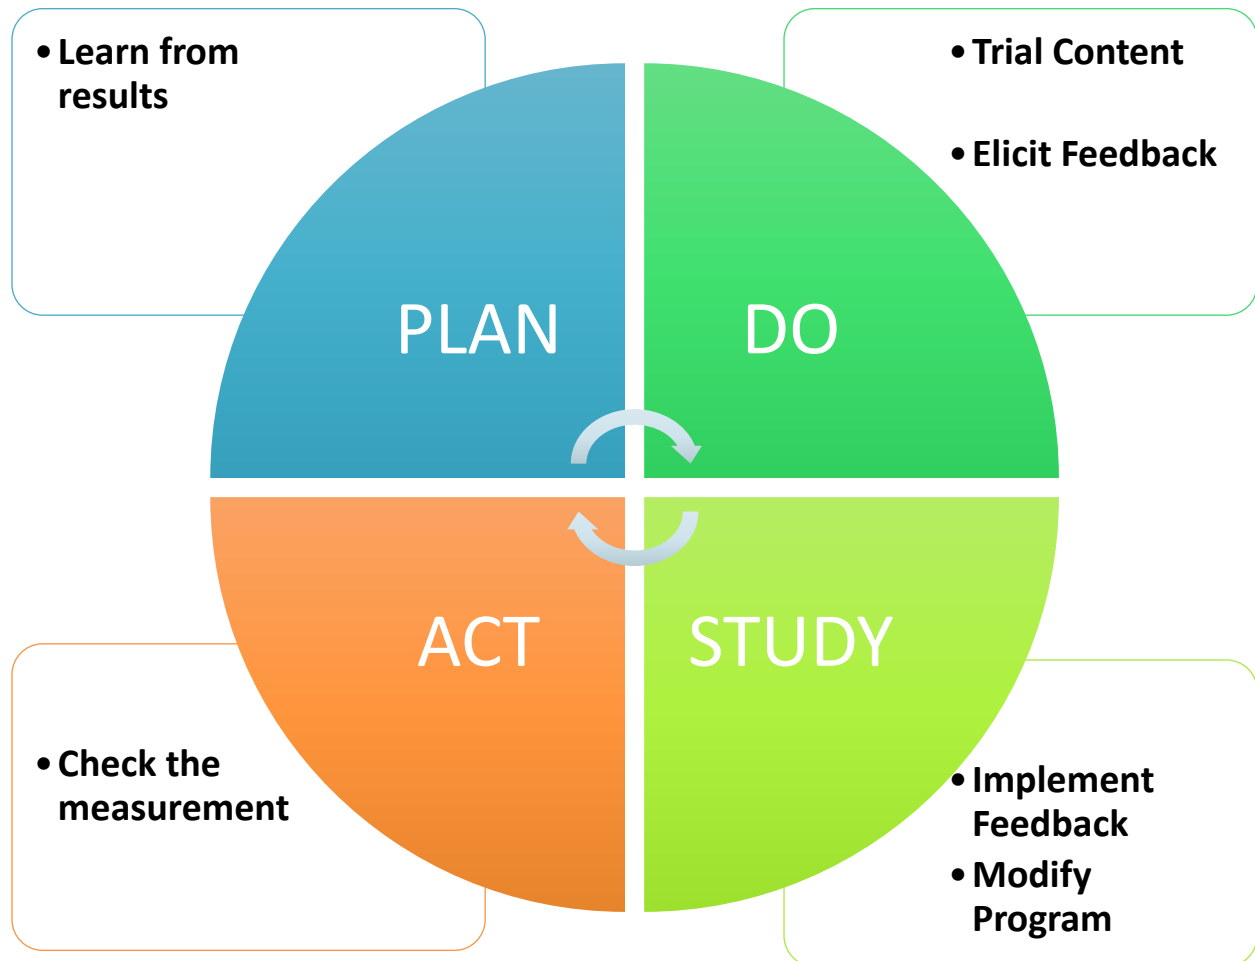 • Learn from
results
• Trial Content
• Elicit Feedback
PLAN
DO
ACT
STUDY
• Check the
measurement
• Implement
Feedback
• Modify
Program